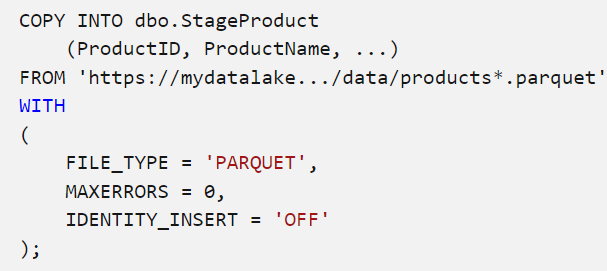 COPY INTO dbo.StageProduct
    (ProductID, ProductName, ...)
FROM 'https://mydatalake.../data/products*.parquet'
WITH
(
    FILE_TYPE = 'PARQUET',
    MAXERRORS = 0,
    IDENTITY_INSERT = 'OFF'
);